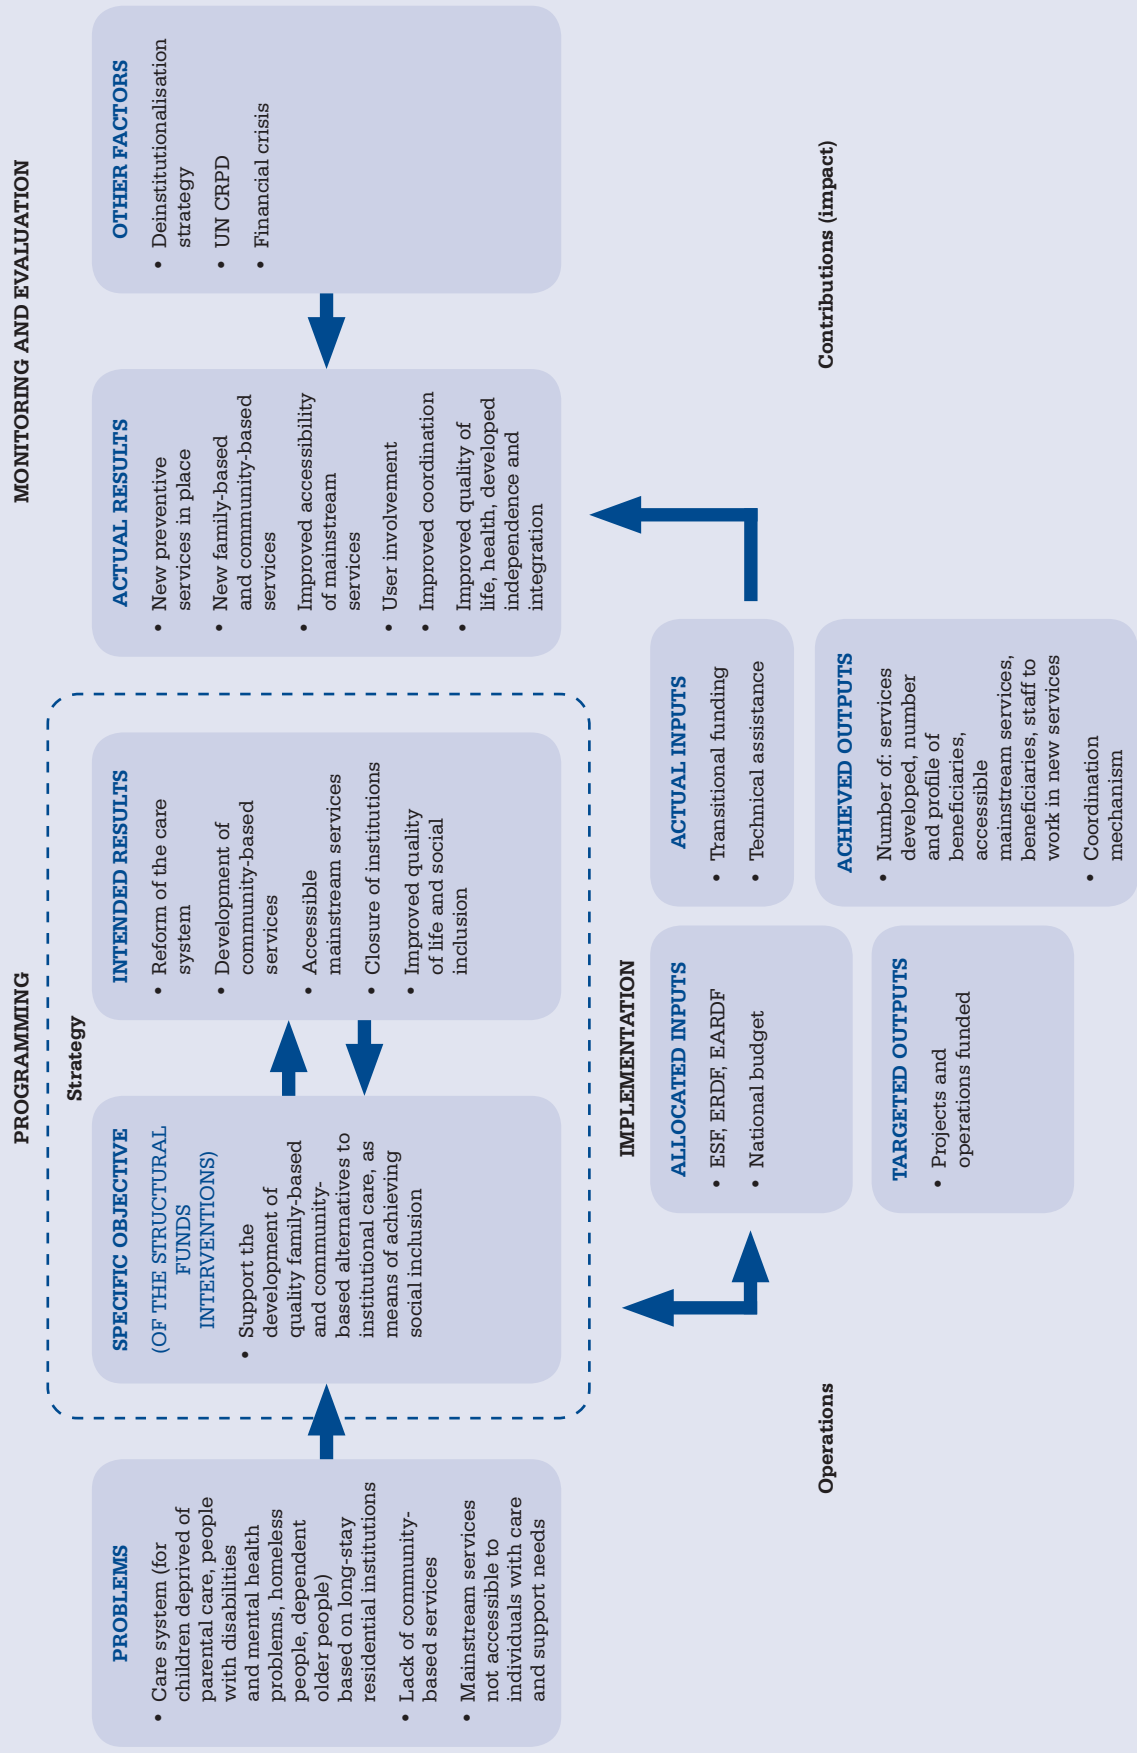 PROGRAMMING
MONITORING AND EVALUATION
Strategy
PROBLEMS
• Care system (for
children deprived of
parental care, people
with disabilities
and mental health
problems, homeless
people, dependent
older people)
based on long-stay
residential institutions
• Lack of community-
based services
• Mainstream services
not accessible to
individuals with care
and support needs
SPECIFIC OBJECTIVE
(OF THE STRUCTURAL
FUNDS
INTERVENTIONS)
• Support the
development of
quality family-based
and community-
based alternatives to
institutional care, as
means of achieving
social inclusion
INTENDED RESULTS
• Reform of the care
system
• Development of
community-based
services
• Accessible
mainstream services
• Closure of institutions
• Improved quality
of life and social
inclusion
ACTUAL RESULTS
• New preventive
services in place
• New family-based
and community-based
services
• Improved accessibility
of mainstream
services
• User involvement
• Improved coordination
• Improved quality of
life, health, developed
independence and
integration
OTHER FACTORS
• Deinstitutionalisation
strategy
• UN CRPD
• Financial crisis
IMPLEMENTATION
ALLOCATED INPUTS
• ESF, ERDF, EARDF
• National budget
ACTUAL INPUTS
• Transitional funding
• Technical assistance
Operations
TARGETED OUTPUTS
• Projects and
operations funded
ACHIEVED OUTPUTS
• Number of: services
developed, number
and profile of
beneficiaries,
accessible
mainstream services,
beneficiaries, staff to
work in new services
• Coordination
mechanism
Contributions (impact)